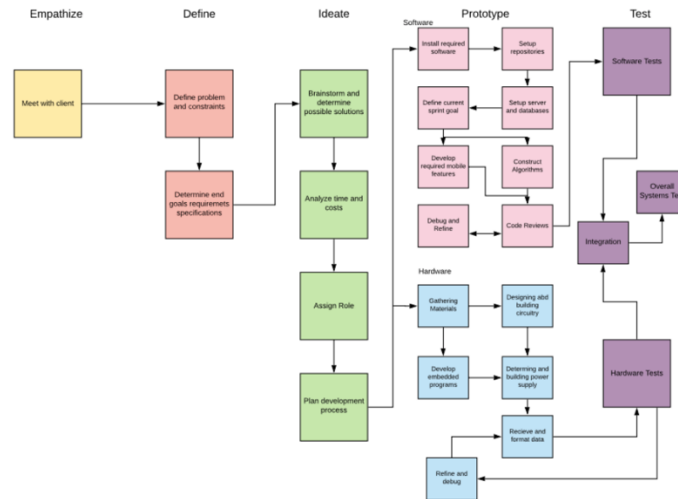 Empathize
Define
Ideate
Prototype
Test
Software
Meet with client
Define problem
and constraints
Determine end
goals requiremets
specifications
Brainstorm and
determine
possible solutions
Analyze time and
costs
Assign Role
Plan development
process
Install required
software
Setup
repositories
Define current
sprint goal
Setup server
and databases
Develop
required mobile
features
Construct
Algorithms
Debug and
Refine
Code Reviews
Hardware
Gathering
Materials
Designing abd
building
circuitry
Develop
embedded
programs
Determing and
building power
supply
Recieve and
format data
Refine and
debug
Software Tests
Overall
Systems Te
Integration
Hardware Tests